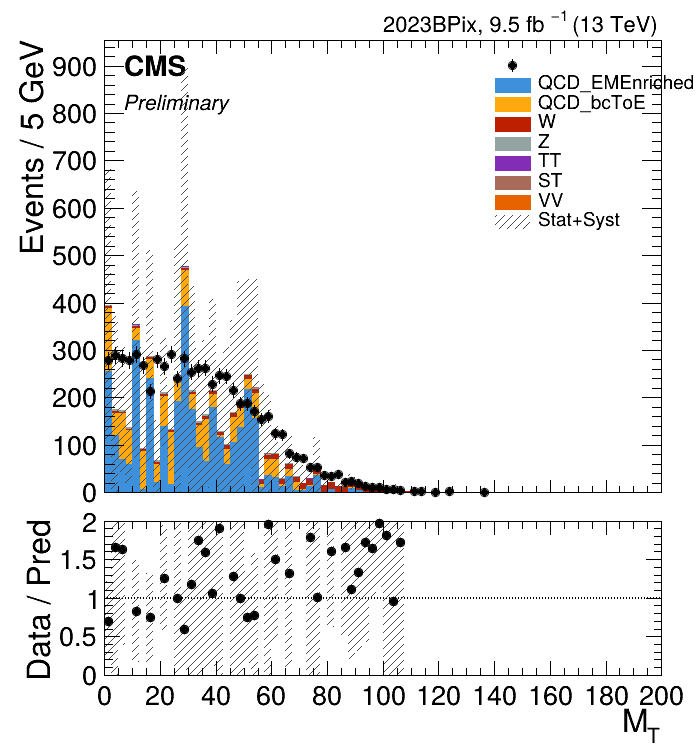 2023BPix, 9.5 fb⁻¹ (13 TeV)
CMS
Preliminary
QCD_EMEnriched
QCD_bcToE
W
Z
TT
ST
VV
Stat+Syst
Events / 5 GeV
900
800
700
600
500
400
300
200
100
0
Data / Pred
2
1.5
1
0.5
0
0 20 40 60 80 100 120 140 160 180 200
M_T